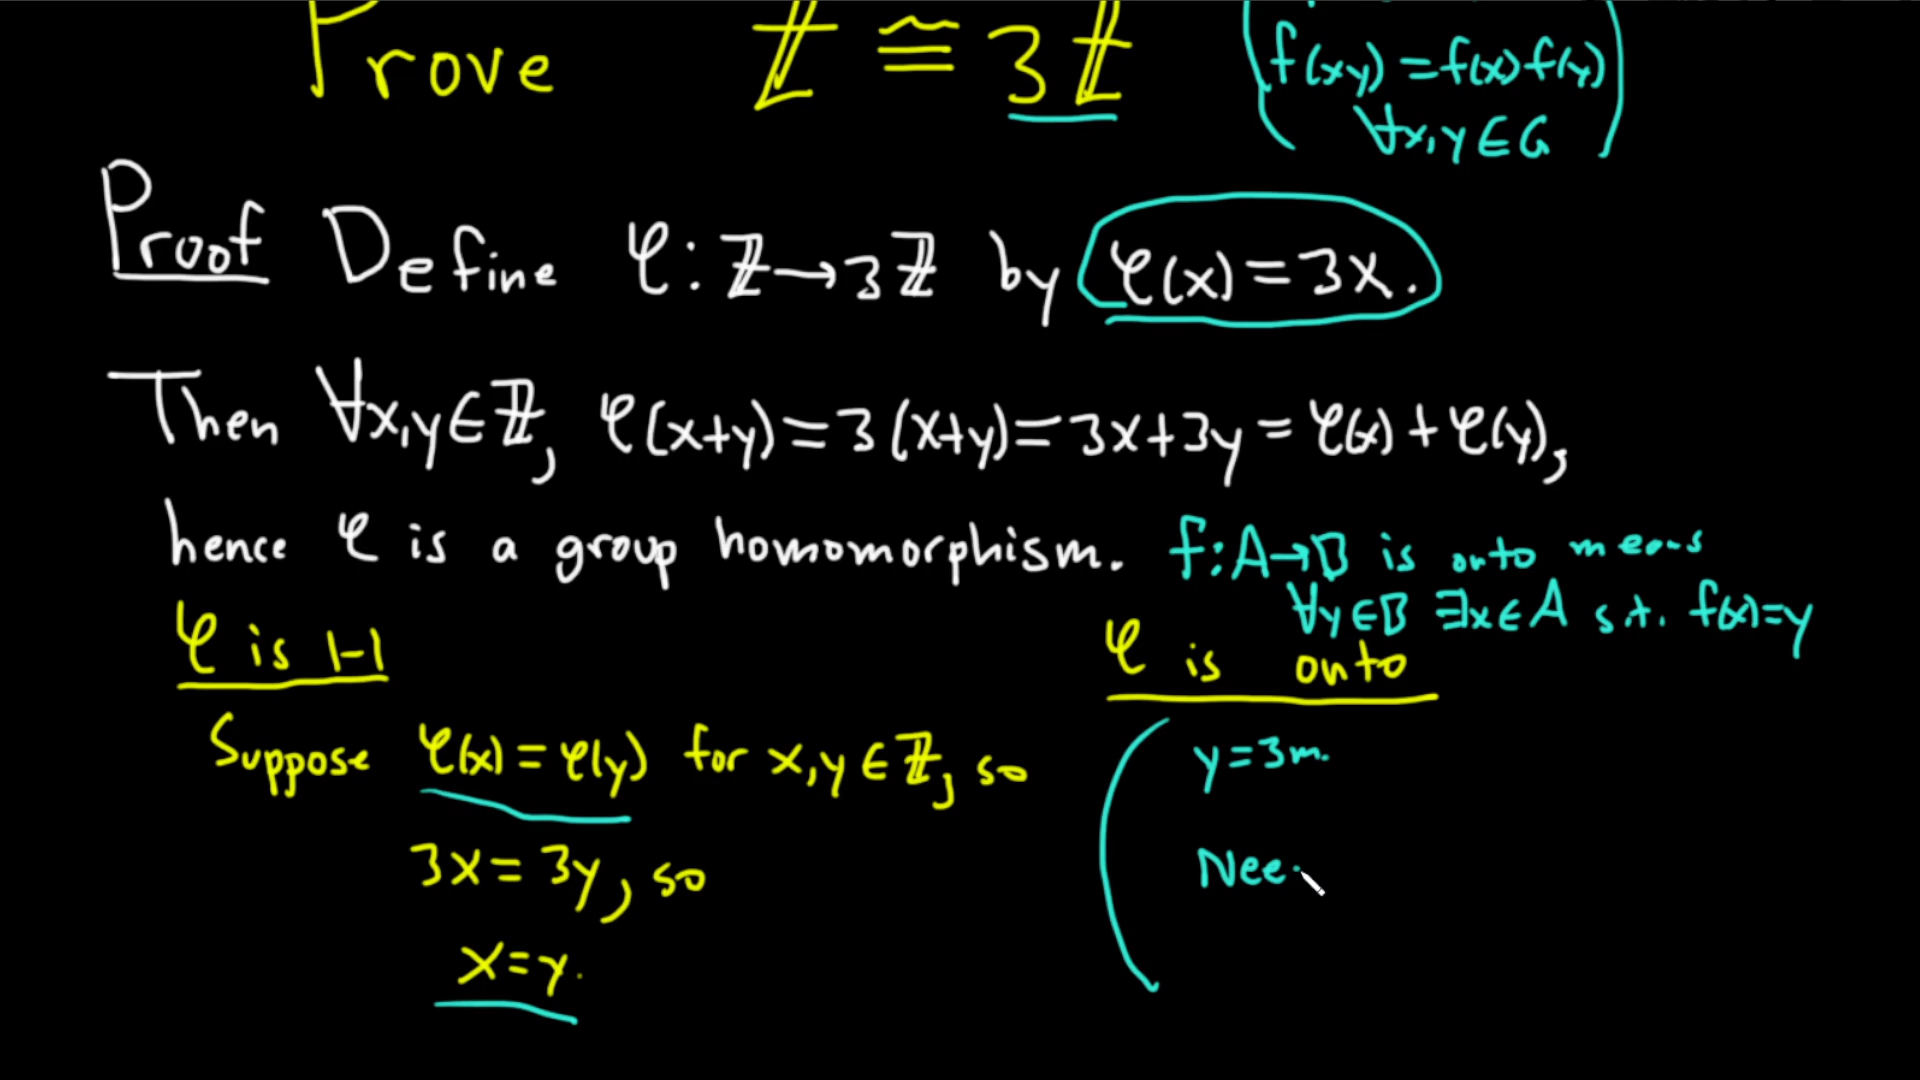 Prove ℤ ≅ 3ℤ
f(xy) = f(x)f(y)
∀x,y ∈ G
Proof Define φ: ℤ → 3ℤ by φ(x) = 3x.
Then ∀x,y ∈ ℤ, φ(x+y) = 3(x+y) = 3x+3y = φ(x) + φ(y),
hence φ is a group homomorphism.
f: A → B is onto means
∀y ∈ B ∃x ∈ A s.t. f(x)=y
φ is 1-1
Suppose φ(x) = φ(y) for x,y ∈ ℤ, so
3x = 3y, so
x = y.
φ is onto
y = 3m.
Nee